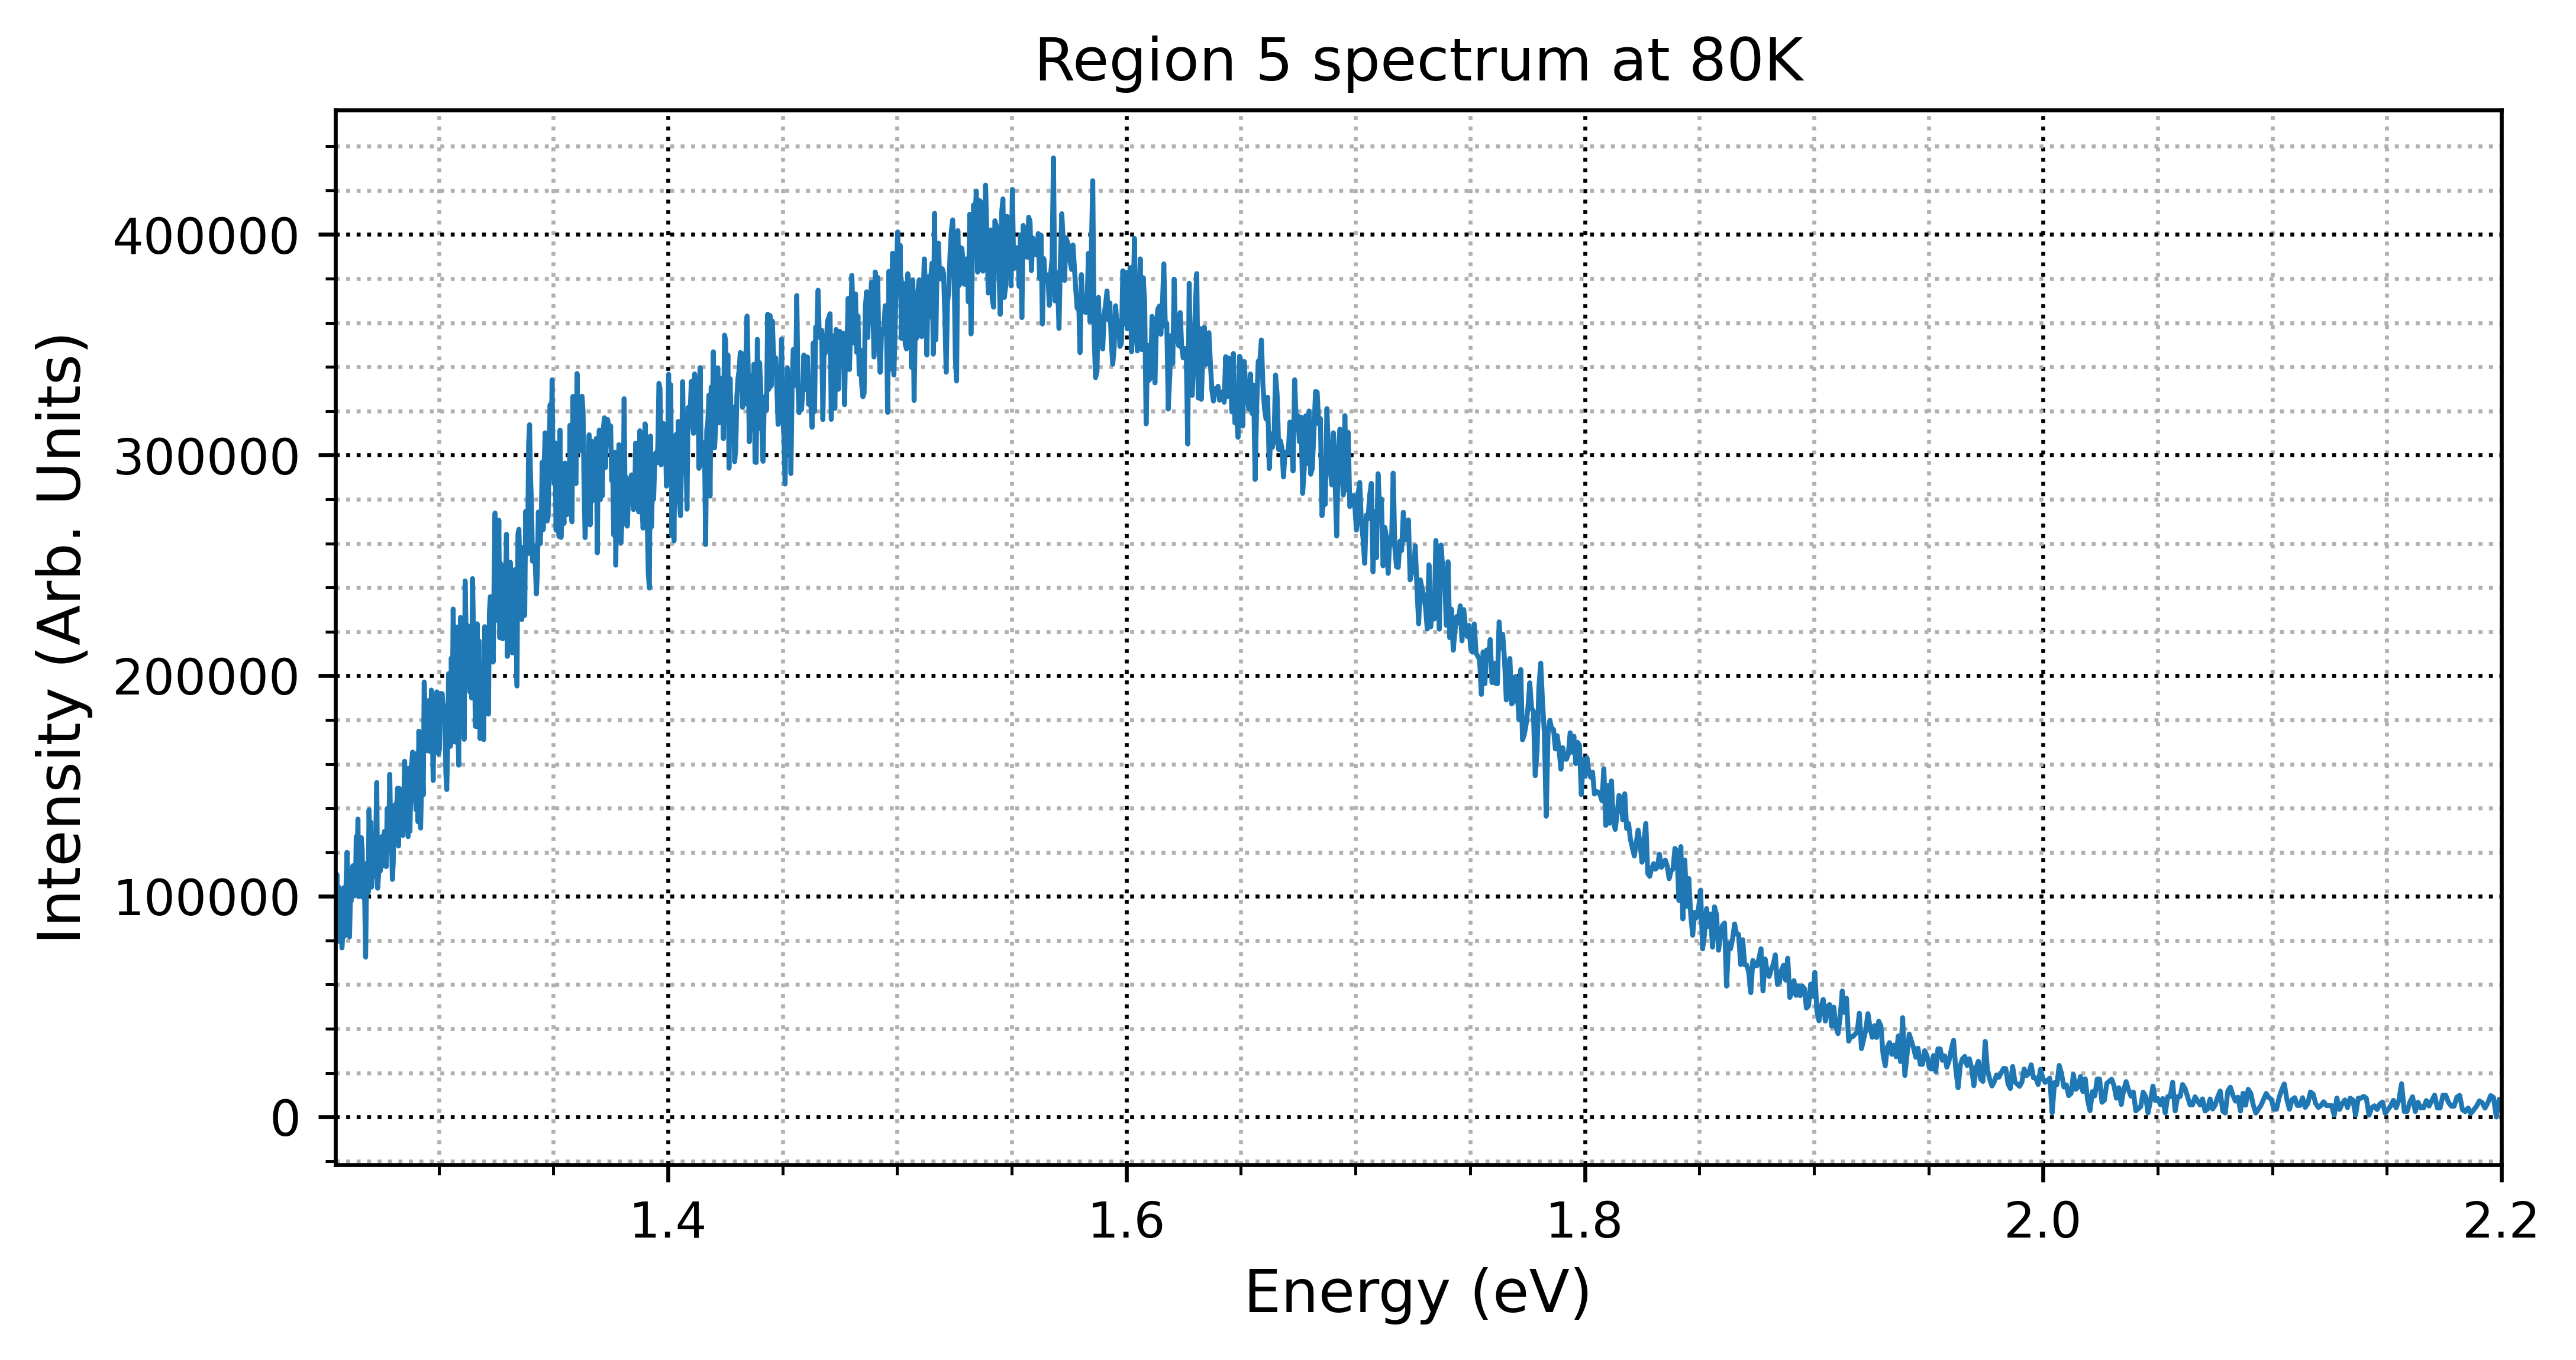 Region 5 spectrum at 80K
Intensity (Arb. Units)
400000
300000
200000
100000
0
1.4 1.6 1.8 2.0 2.2
Energy (eV)